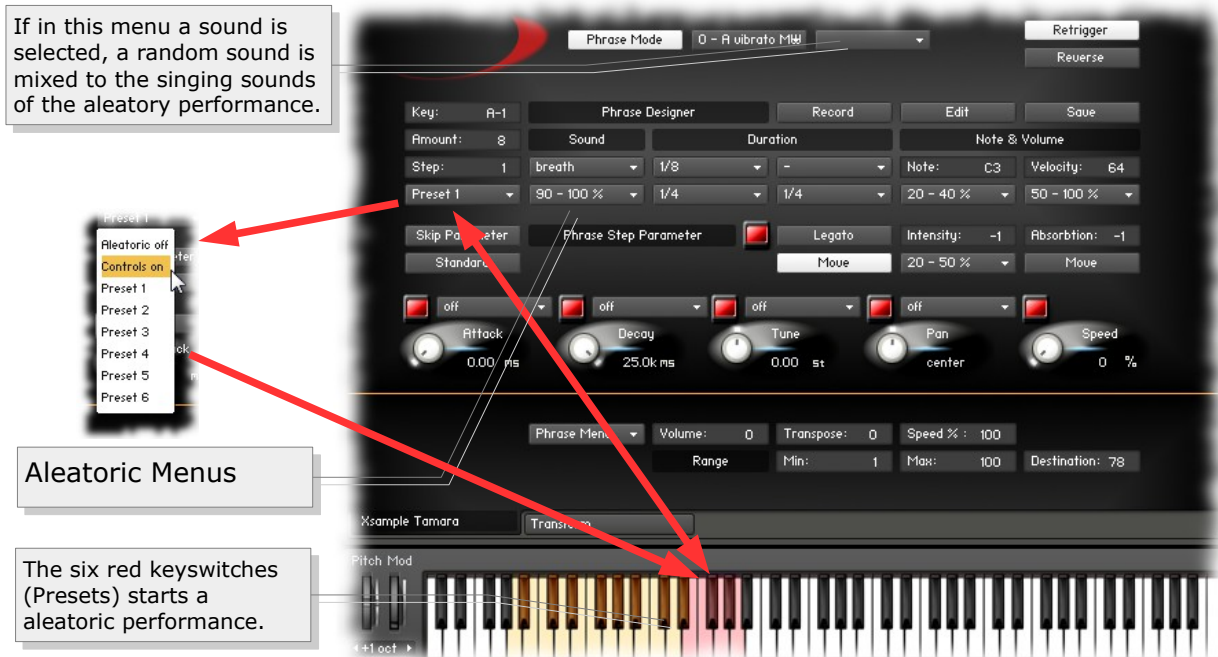 If in this menu a sound is
selected, a random sound is
mixed to the singing sounds
of the aleatory performance.
Phrase Mode 0 - A vibrato MW
Retrigger
Reverse
Key: A-1 Phrase Designer Record Edit Save
Amount: 8 Sound Duration Note & Volume
Step: 1 breath 1/8 - Note: C3 Velocity: 64
Preset 1 90 - 100 % 1/4 1/4 20 - 40 % 50 - 100 %
Skip Parameter Phrase Step Parameter Legato Intensity: -1 Absorbtion: -1
Standard Move 20 - 50 % Move
off off off off
Attack Decay Tune Pan Speed
0.00 ms 25.0k ms 0.00 st center 0 %
Preset 1
Aleatoric off
Controls on
Preset 1
Preset 2
Preset 3
Preset 4
Preset 5
Preset 6
Phrase Menu Volume: 0 Transpose: 0 Speed % : 100
Range Min: 1 Max: 100 Destination: 78
Aleatoric Menus
Xsample Tamara Transform
Pitch Mod
+1 oct
The six red keyswitches
(Presets) starts a
aleatoric performance.